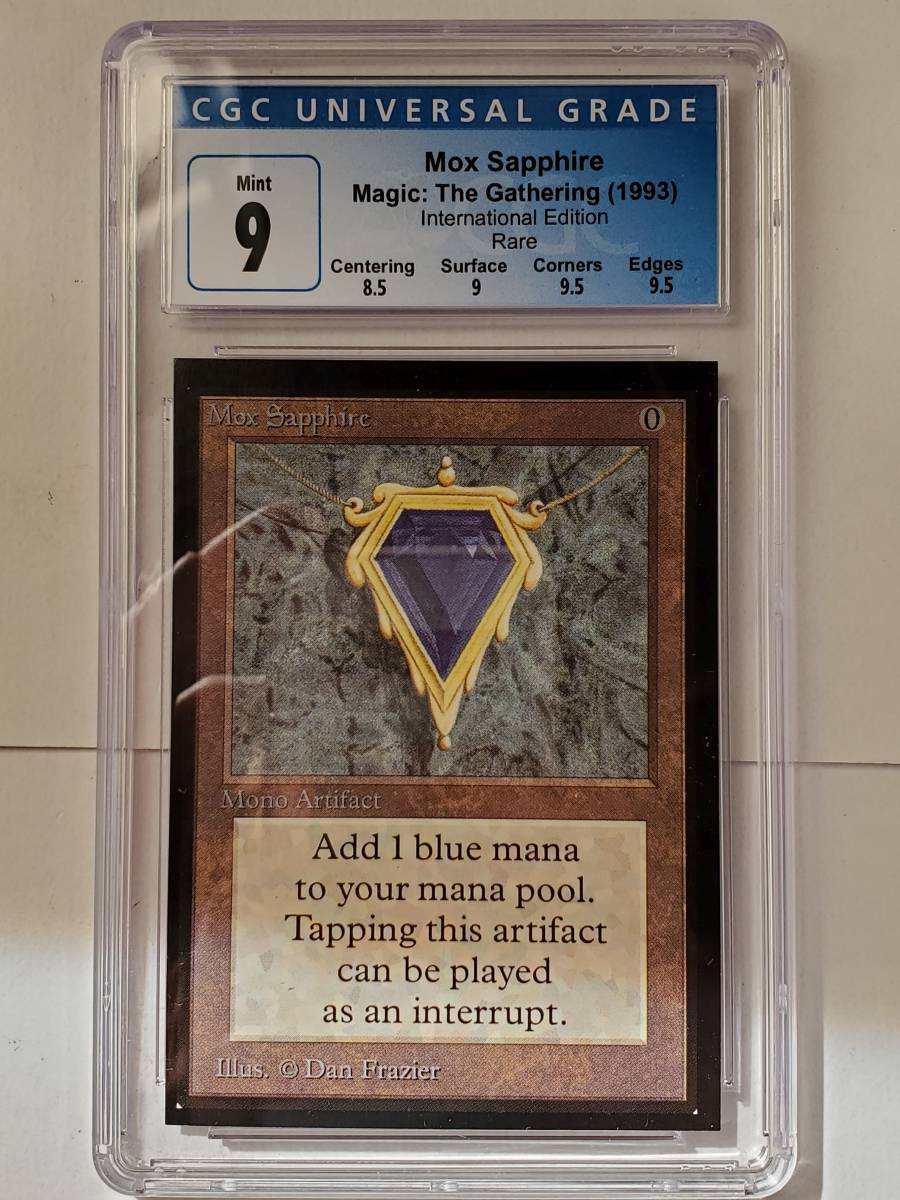 CGC UNIVERSAL GRADE
Mint
9
Mox Sapphire
Magic: The Gathering (1993)
International Edition
Rare
Centering Surface Corners Edges
8.5 9 9.5 9.5
Mox Sapphire 0
Mono Artifact
Add 1 blue mana
to your mana pool.
Tapping this artifact
can be played
as an interrupt.
Illus. © Dan Frazier